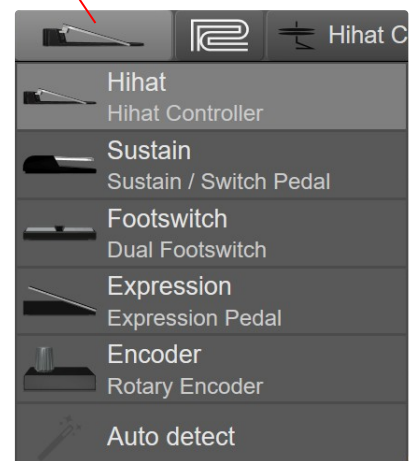 Hihat C
Hihat
Hihat Controller
Sustain
Sustain / Switch Pedal
Footswitch
Dual Footswitch
Expression
Expression Pedal
Encoder
Rotary Encoder
Auto detect